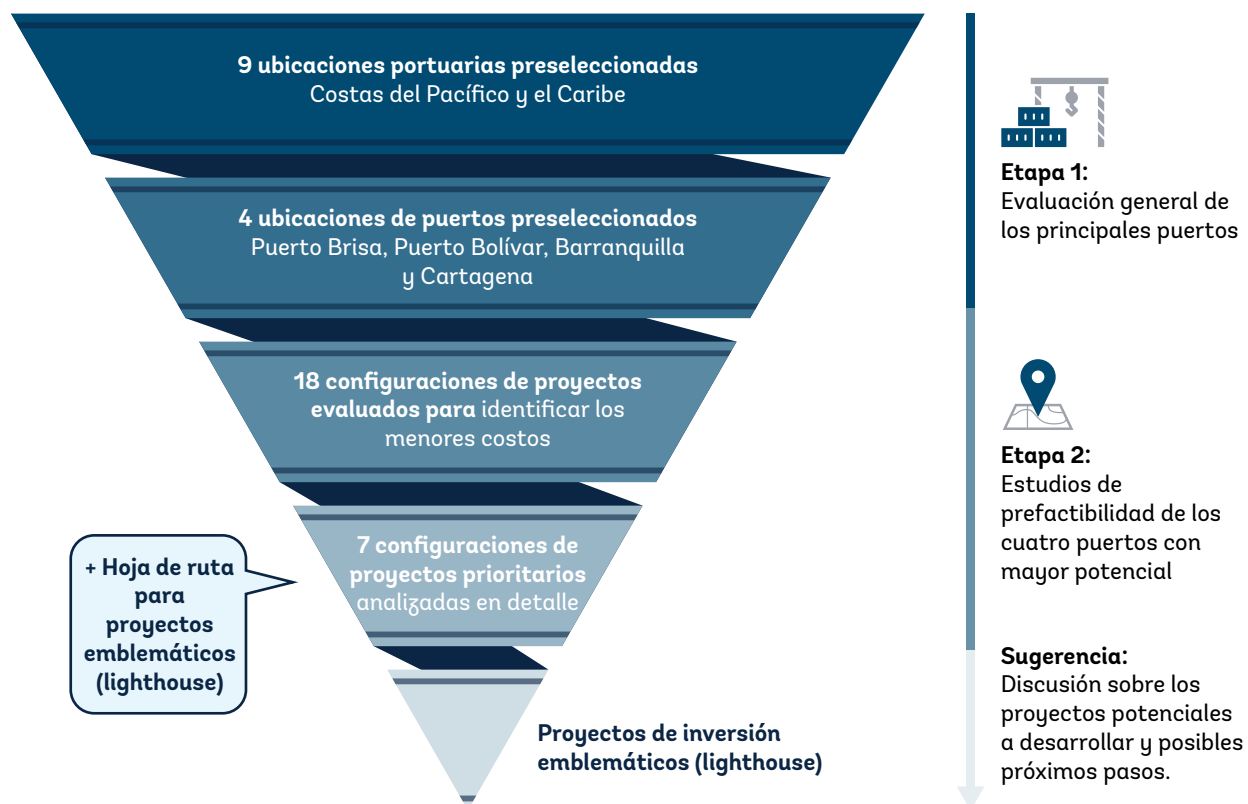 9 ubicaciones portuarias preseleccionadas
Costas del Pacífico y el Caribe
4 ubicaciones de puertos preseleccionados
Puerto Brisa, Puerto Bolívar, Barranquilla
y Cartagena
18 configuraciones de proyectos
evaluados para identificar los
menores costos
7 configuraciones de
proyectos prioritarios
analizadas en detalle
+ Hoja de ruta
para
proyectos
emblemáticos
(lighthouse)
Proyectos de inversión
emblemáticos (lighthouse)
Etapa 1:
Evaluación general de
los principales puertos
Etapa 2:
Estudios de
prefactibilidad de los
cuatro puertos con
mayor potencial
Sugerencia:
Discusión sobre los
proyectos potenciales
a desarrollar y posibles
próximos pasos.